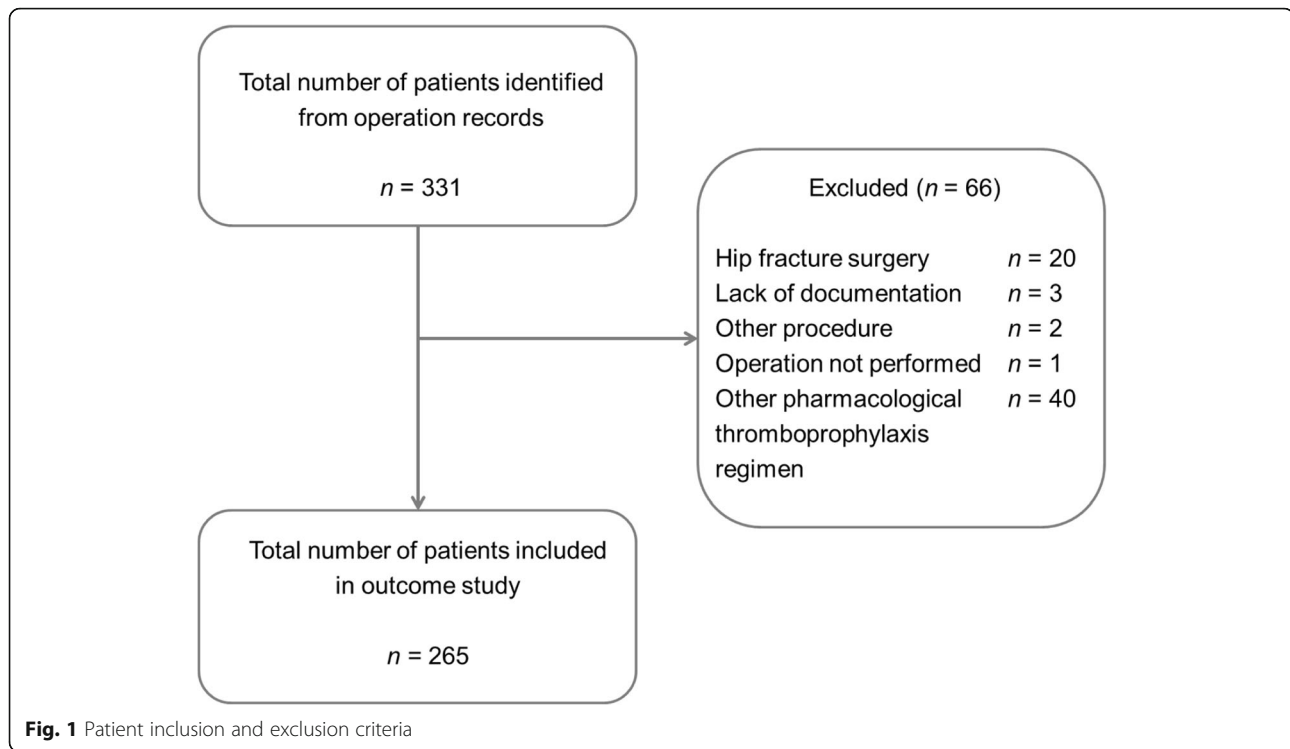 Total number of patients identified
from operation records
n = 331
Excluded (n = 66)
Hip fracture surgery n = 20
Lack of documentation n = 3
Other procedure n = 2
Operation not performed n = 1
Other pharmacological n = 40
thromboprophylaxis
regimen
Total number of patients included
in outcome study
n = 265
Fig. 1 Patient inclusion and exclusion criteria